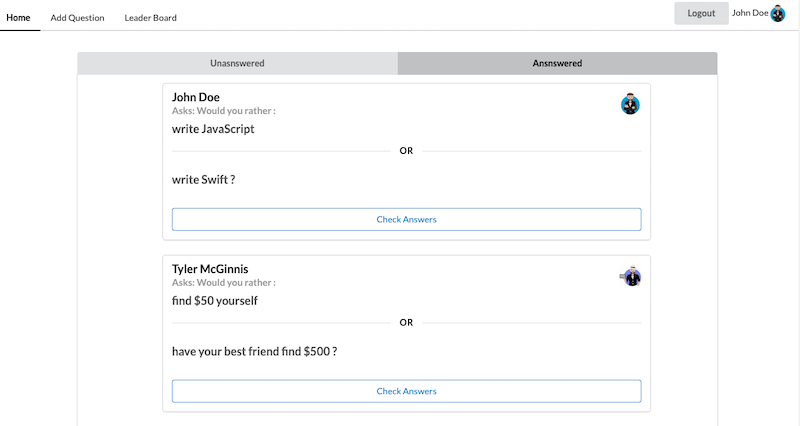 Home Add Question Leader Board Logout John Doe
Unasnswered Ansnswered
John Doe
Asks: Would you rather :
write JavaScript
OR
write Swift ?
Check Answers
Tyler McGinnis
Asks: Would you rather :
find $50 yourself
OR
have your best friend find $500 ?
Check Answers